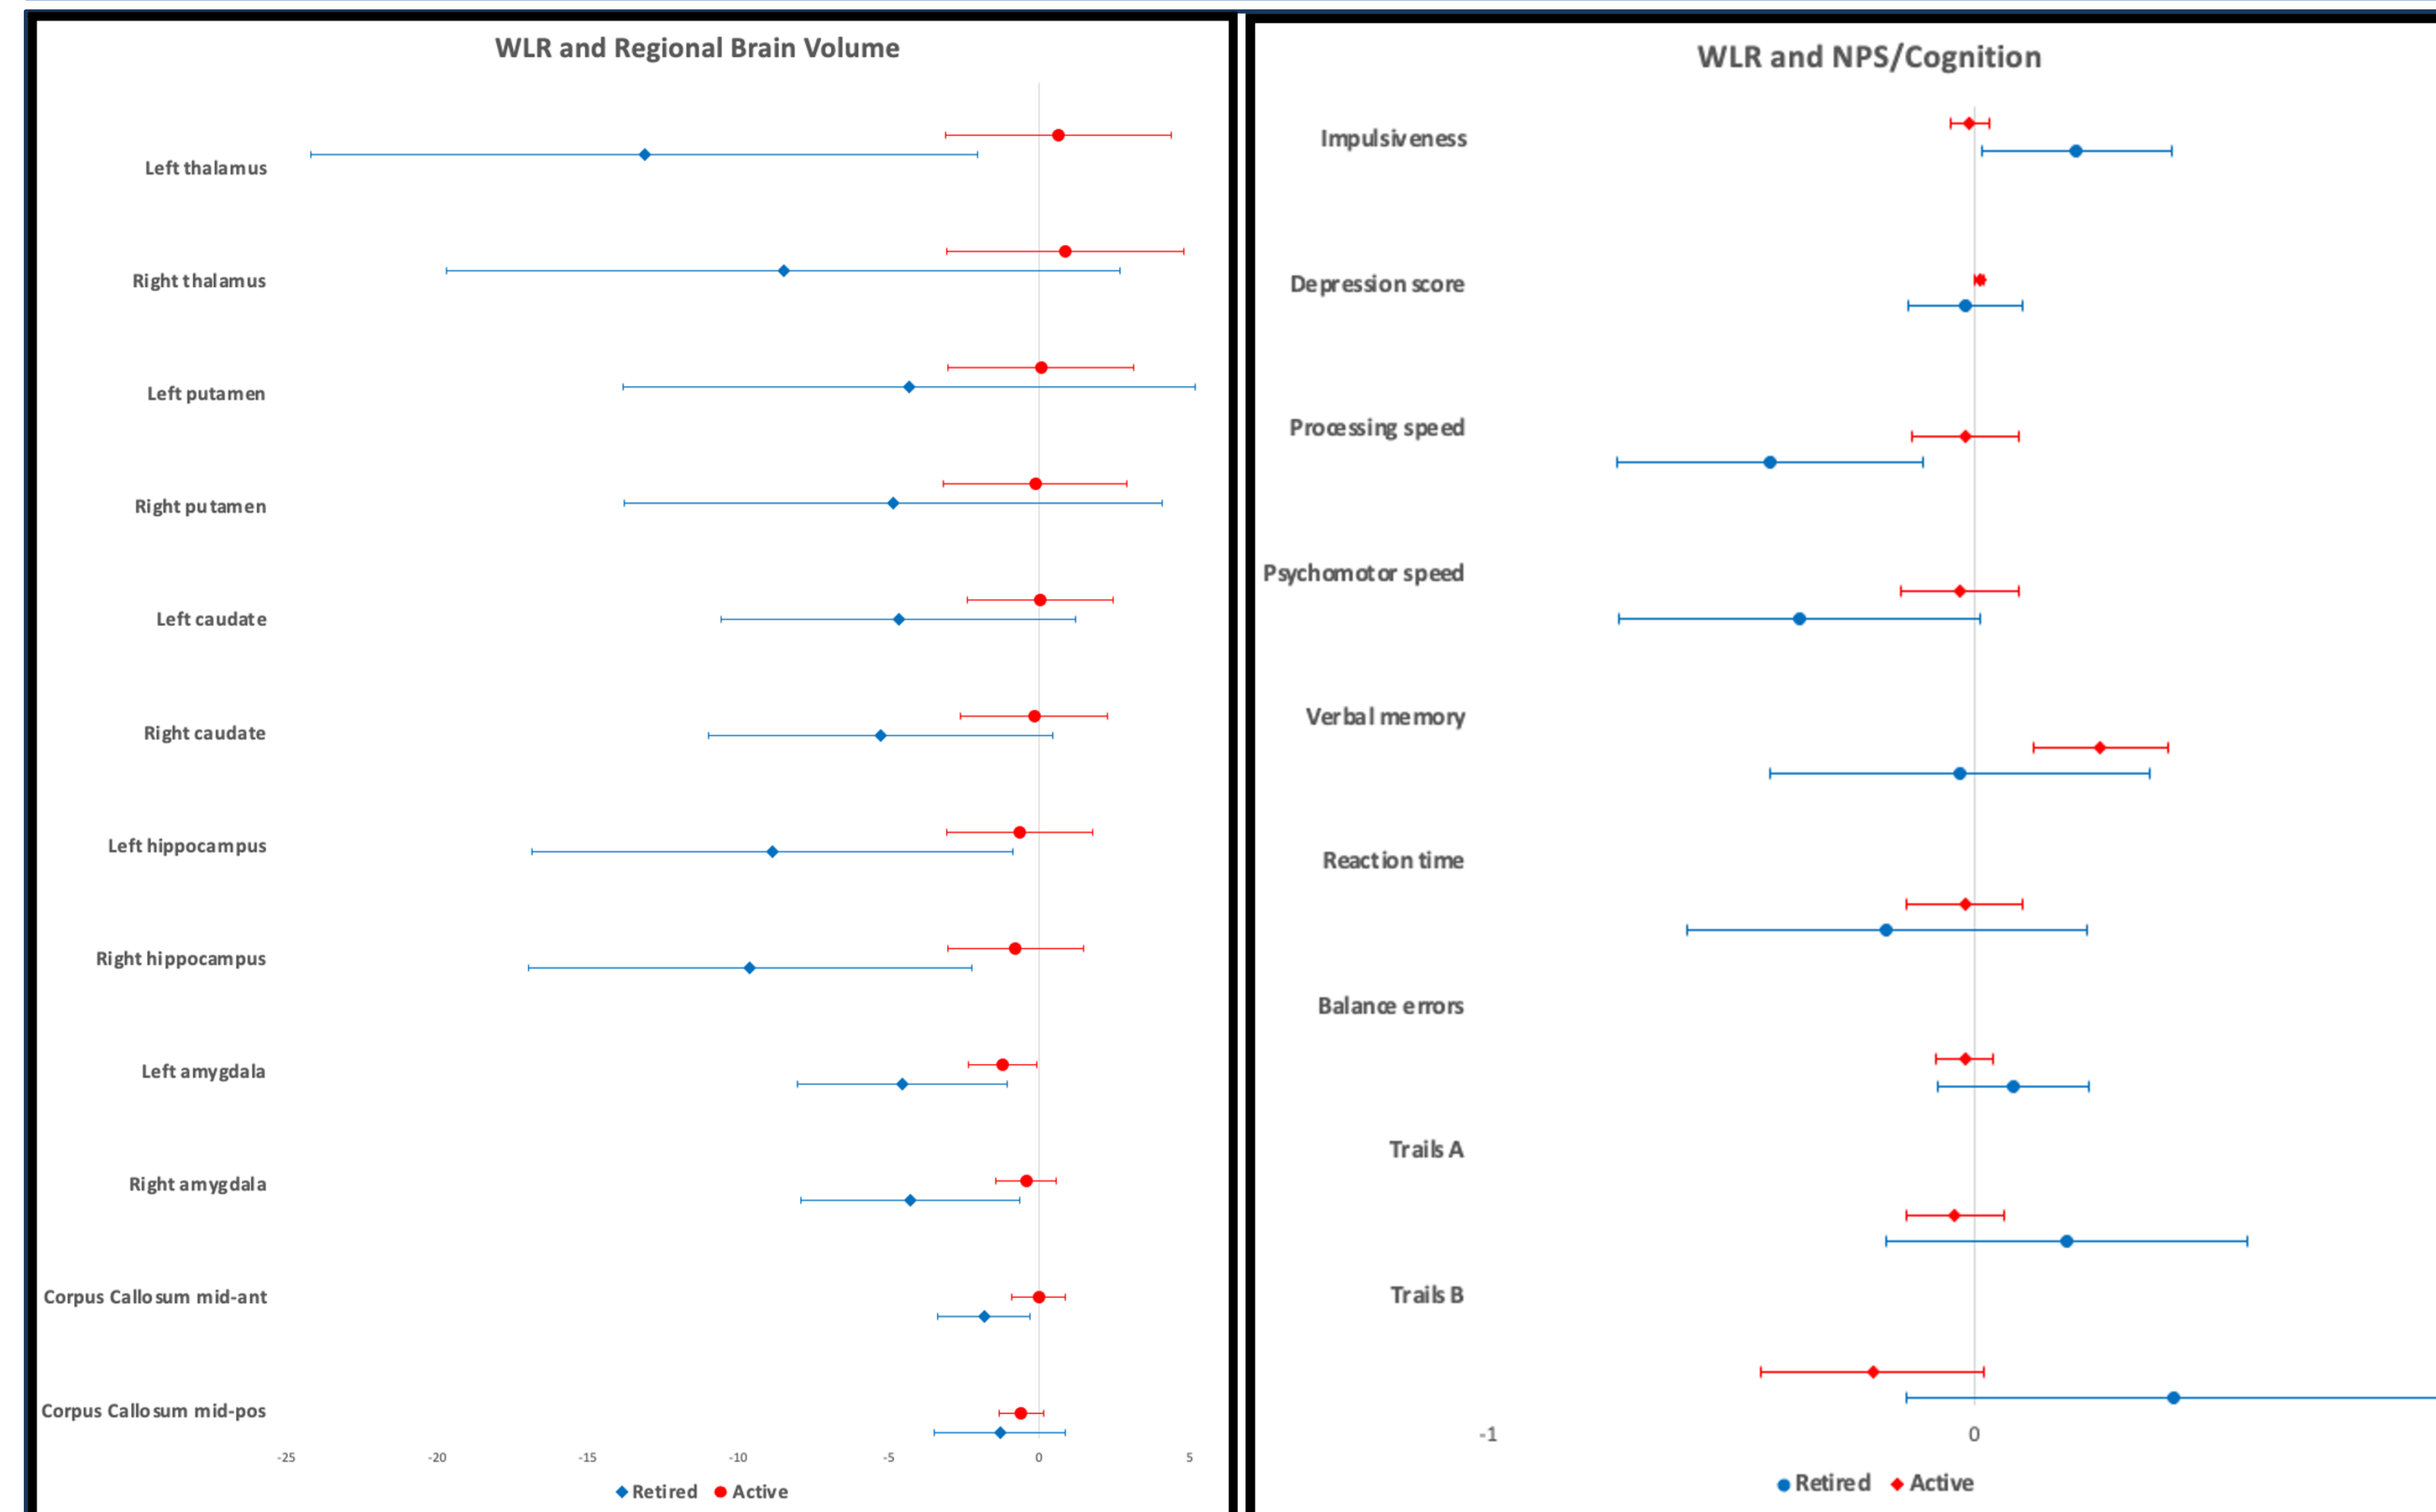 WLR and Regional Brain Volume
Left thalamus
Right thalamus
Left putamen
Right putamen
Left caudate
Right caudate
Left hippocampus
Right hippocampus
Left amygdala
Right amygdala
Corpus Callosum mid-ant
Corpus Callosum mid-pos
-25 -20 -15 -10 -5 0 5
Retired Active
WLR and NPS/Cognition
Impulsiveness
Depression score
Processing speed
Psychomotor speed
Verbal memory
Reaction time
Balance errors
Trails A
Trails B
-1 0
Retired Active